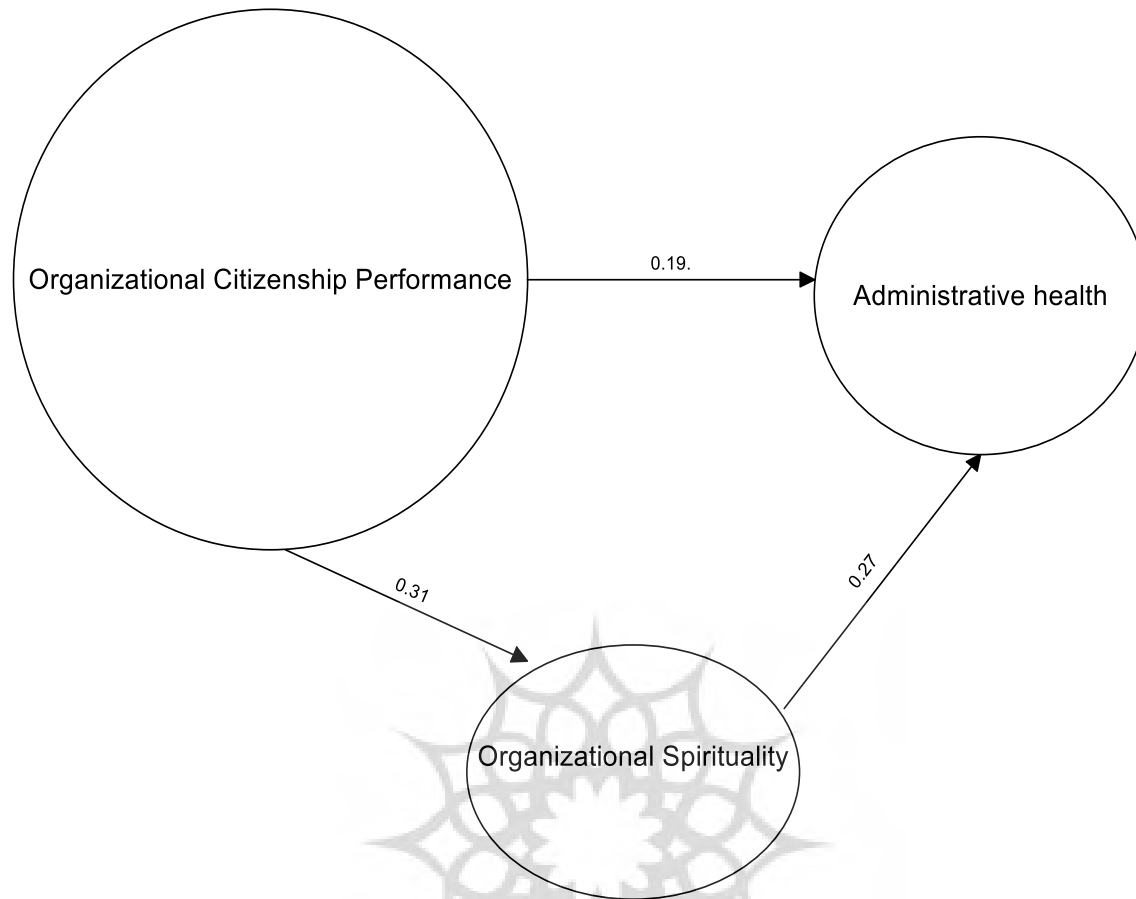 0.19.
Organizational Citizenship Performance
Administrative health
0.31
0.27
Organizational Spirituality